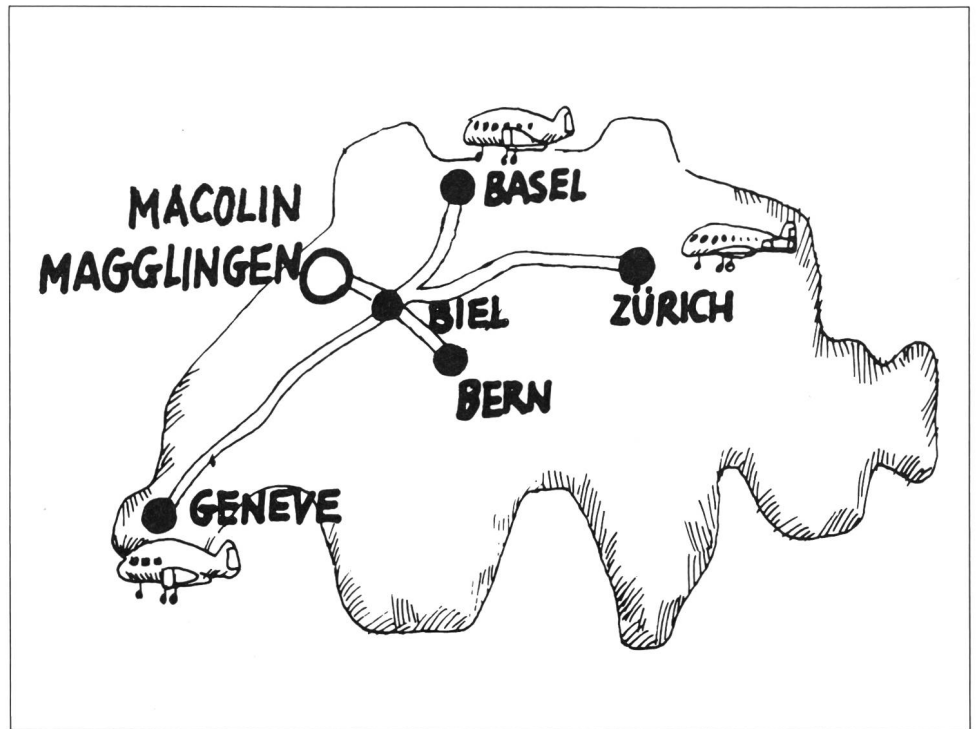 MACOLIN
MAGGLINGEN
BASEL
ZÜRICH
BIEL
BERN
GENEVE